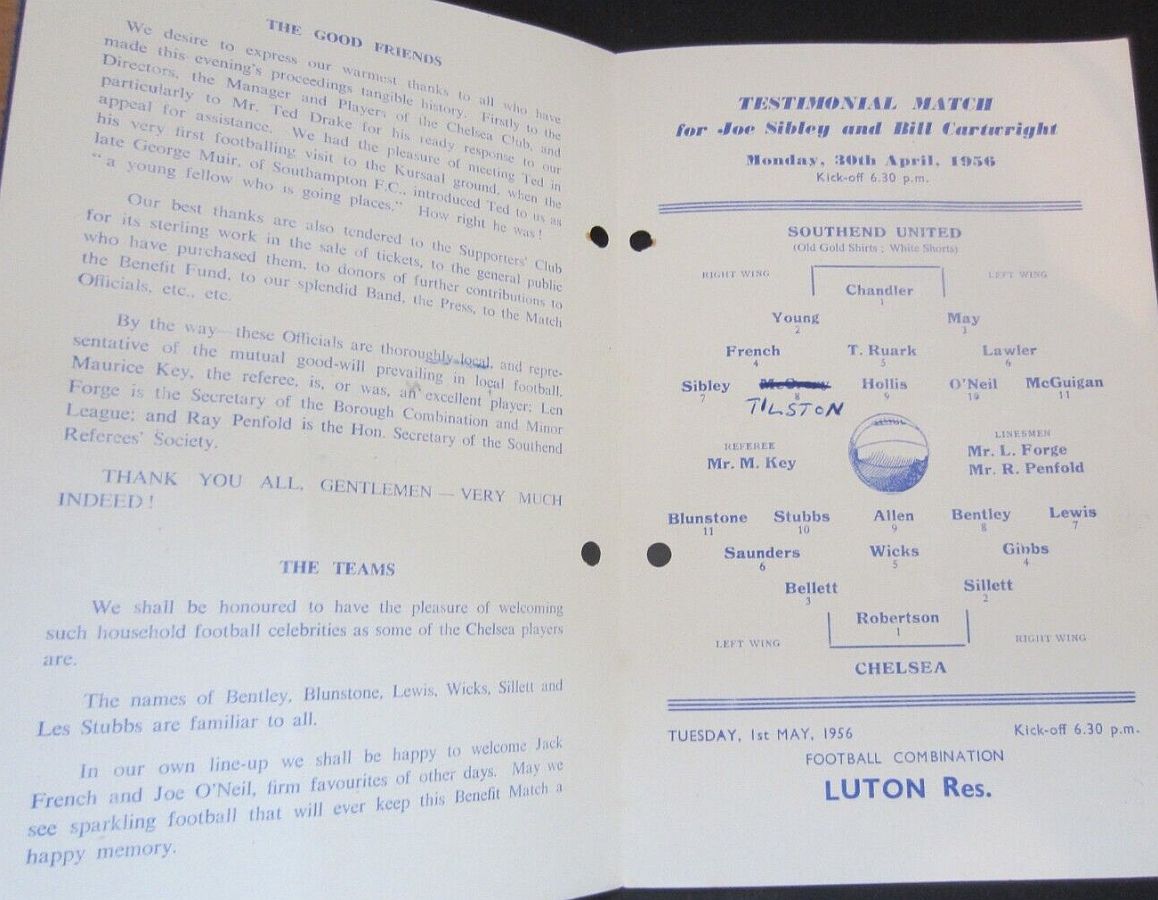 THE GOOD FRIENDS
We desire to express our warmest thanks to all who have
made this evening's proceedings tangible history. Firstly to the
Directors, the Manager and Players of the Chelsea Club, and
particularly to Mr. Ted Drake for his ready response to our
appeal for assistance. We had the pleasure of meeting Ted in
his very first footballing visit to the Kursaal ground, when the
late George Muir, of Southampton F.C., introduced Ted to us as
“a young fellow who is going places.” How right he was!
Our best thanks are also tendered to the Supporters' Club
for its sterling work in the sale of tickets, to the general public
who have purchased them, to donors of further contributions to
the Benefit Fund, to our splendid Band, the Press, to the Match
Officials, etc., etc.
By the way—these Officials are thoroughly local, and repre-
sentative of the mutual good-will prevailing in local football.
Maurice Key, the referee, is, or was, an excellent player; Len
Forge is the Secretary of the Borough Combination and Minor
League; and Ray Penfold is the Hon. Secretary of the Southend
Referees' Society.
THANK YOU ALL, GENTLEMEN — VERY MUCH
INDEED!
THE TEAMS
We shall be honoured to have the pleasure of welcoming
such household football celebrities as some of the Chelsea players
are.
The names of Bentley, Blunstone, Lewis, Wicks, Sillett and
Les Stubbs are familiar to all.
In our own line-up we shall be happy to welcome Jack
French and Joe O'Neil, firm favourites of other days. May we
see sparkling football that will ever keep this Benefit Match a
happy memory.
TESTIMONIAL MATCH
for Joe Sibley and Bill Cartwright
Monday, 30th April, 1956
Kick-off 6.30 p.m.
SOUTHEND UNITED
(Old Gold Shirts; White Shorts)
RIGHT WING LEFT WING
Chandler
1
Young May
2 3
French T. Ruark Lawler
4 5 6
Sibley Hollis O'Neil McGuigan
7 8 9 10 11
TILSTON
REFEREE LINESMEN
Mr. M. Key Mr. L. Forge
Mr. R. Penfold
Blunstone Stubbs Allen Bentley Lewis
11 10 9 8 7
Saunders Wicks Gibbs
6 5 4
Bellett Sillett
3 2
Robertson
1
LEFT WING RIGHT WING
CHELSEA
TUESDAY, 1st MAY, 1956 Kick-off 6.30 p.m.
FOOTBALL COMBINATION
LUTON Res.